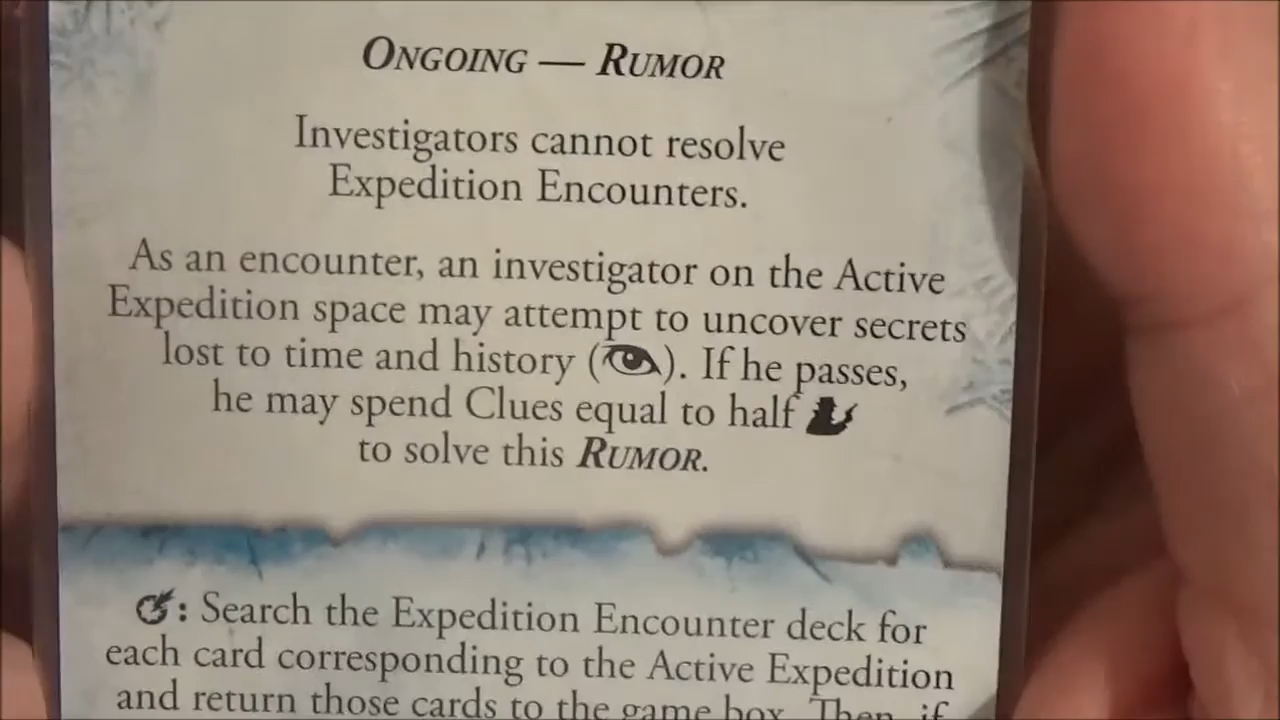 ONGOING — RUMOR
Investigators cannot resolve
Expedition Encounters.
As an encounter, an investigator on the Active
Expedition space may attempt to uncover secrets
lost to time and history ( ). If he passes,
he may spend Clues equal to half
to solve this RUMOR.
: Search the Expedition Encounter deck for
each card corresponding to the Active Expedition
and return those cards to the game box. Then, if